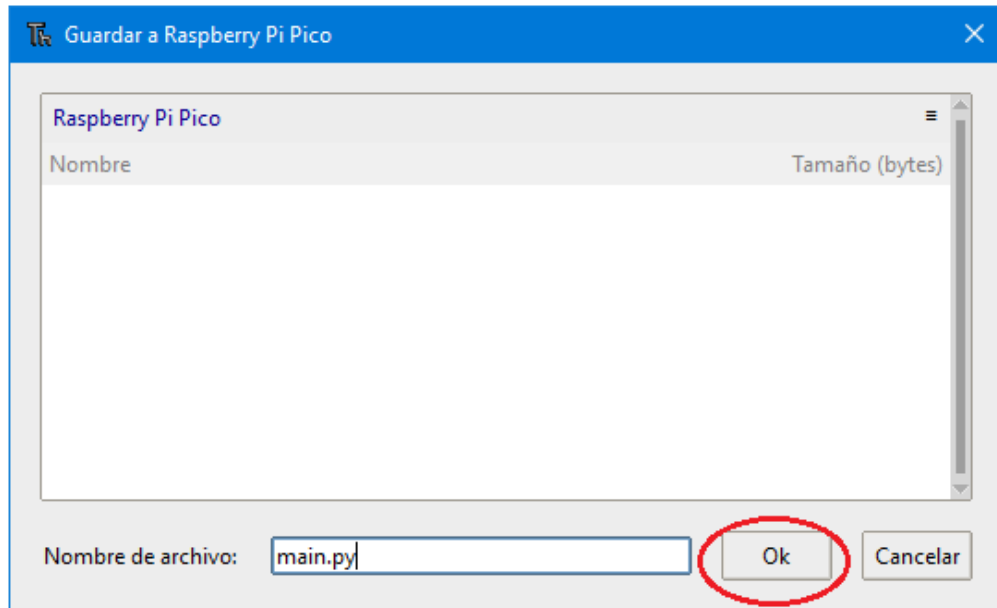 Guardar a Raspberry Pi Pico
Raspberry Pi Pico
Nombre Tamaño (bytes)
Nombre de archivo: main.py Ok Cancelar